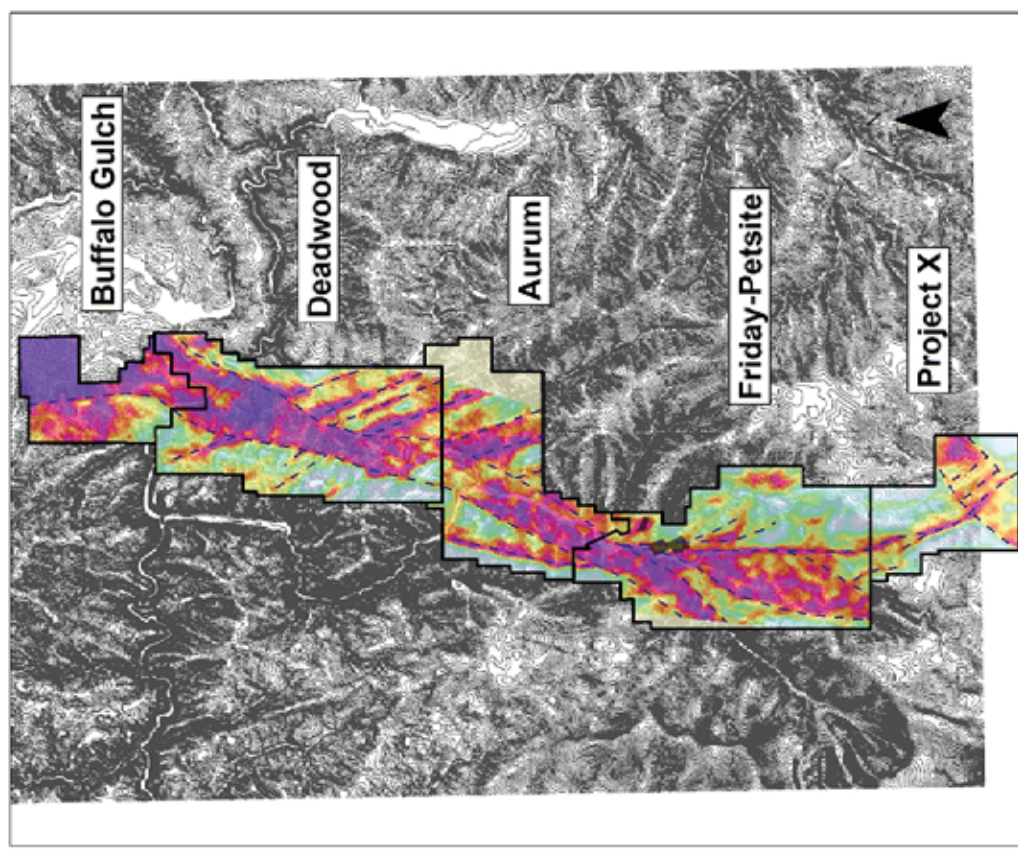 Buffalo Gulch
Deadwood
Aurum
Friday-Petsite
Project X